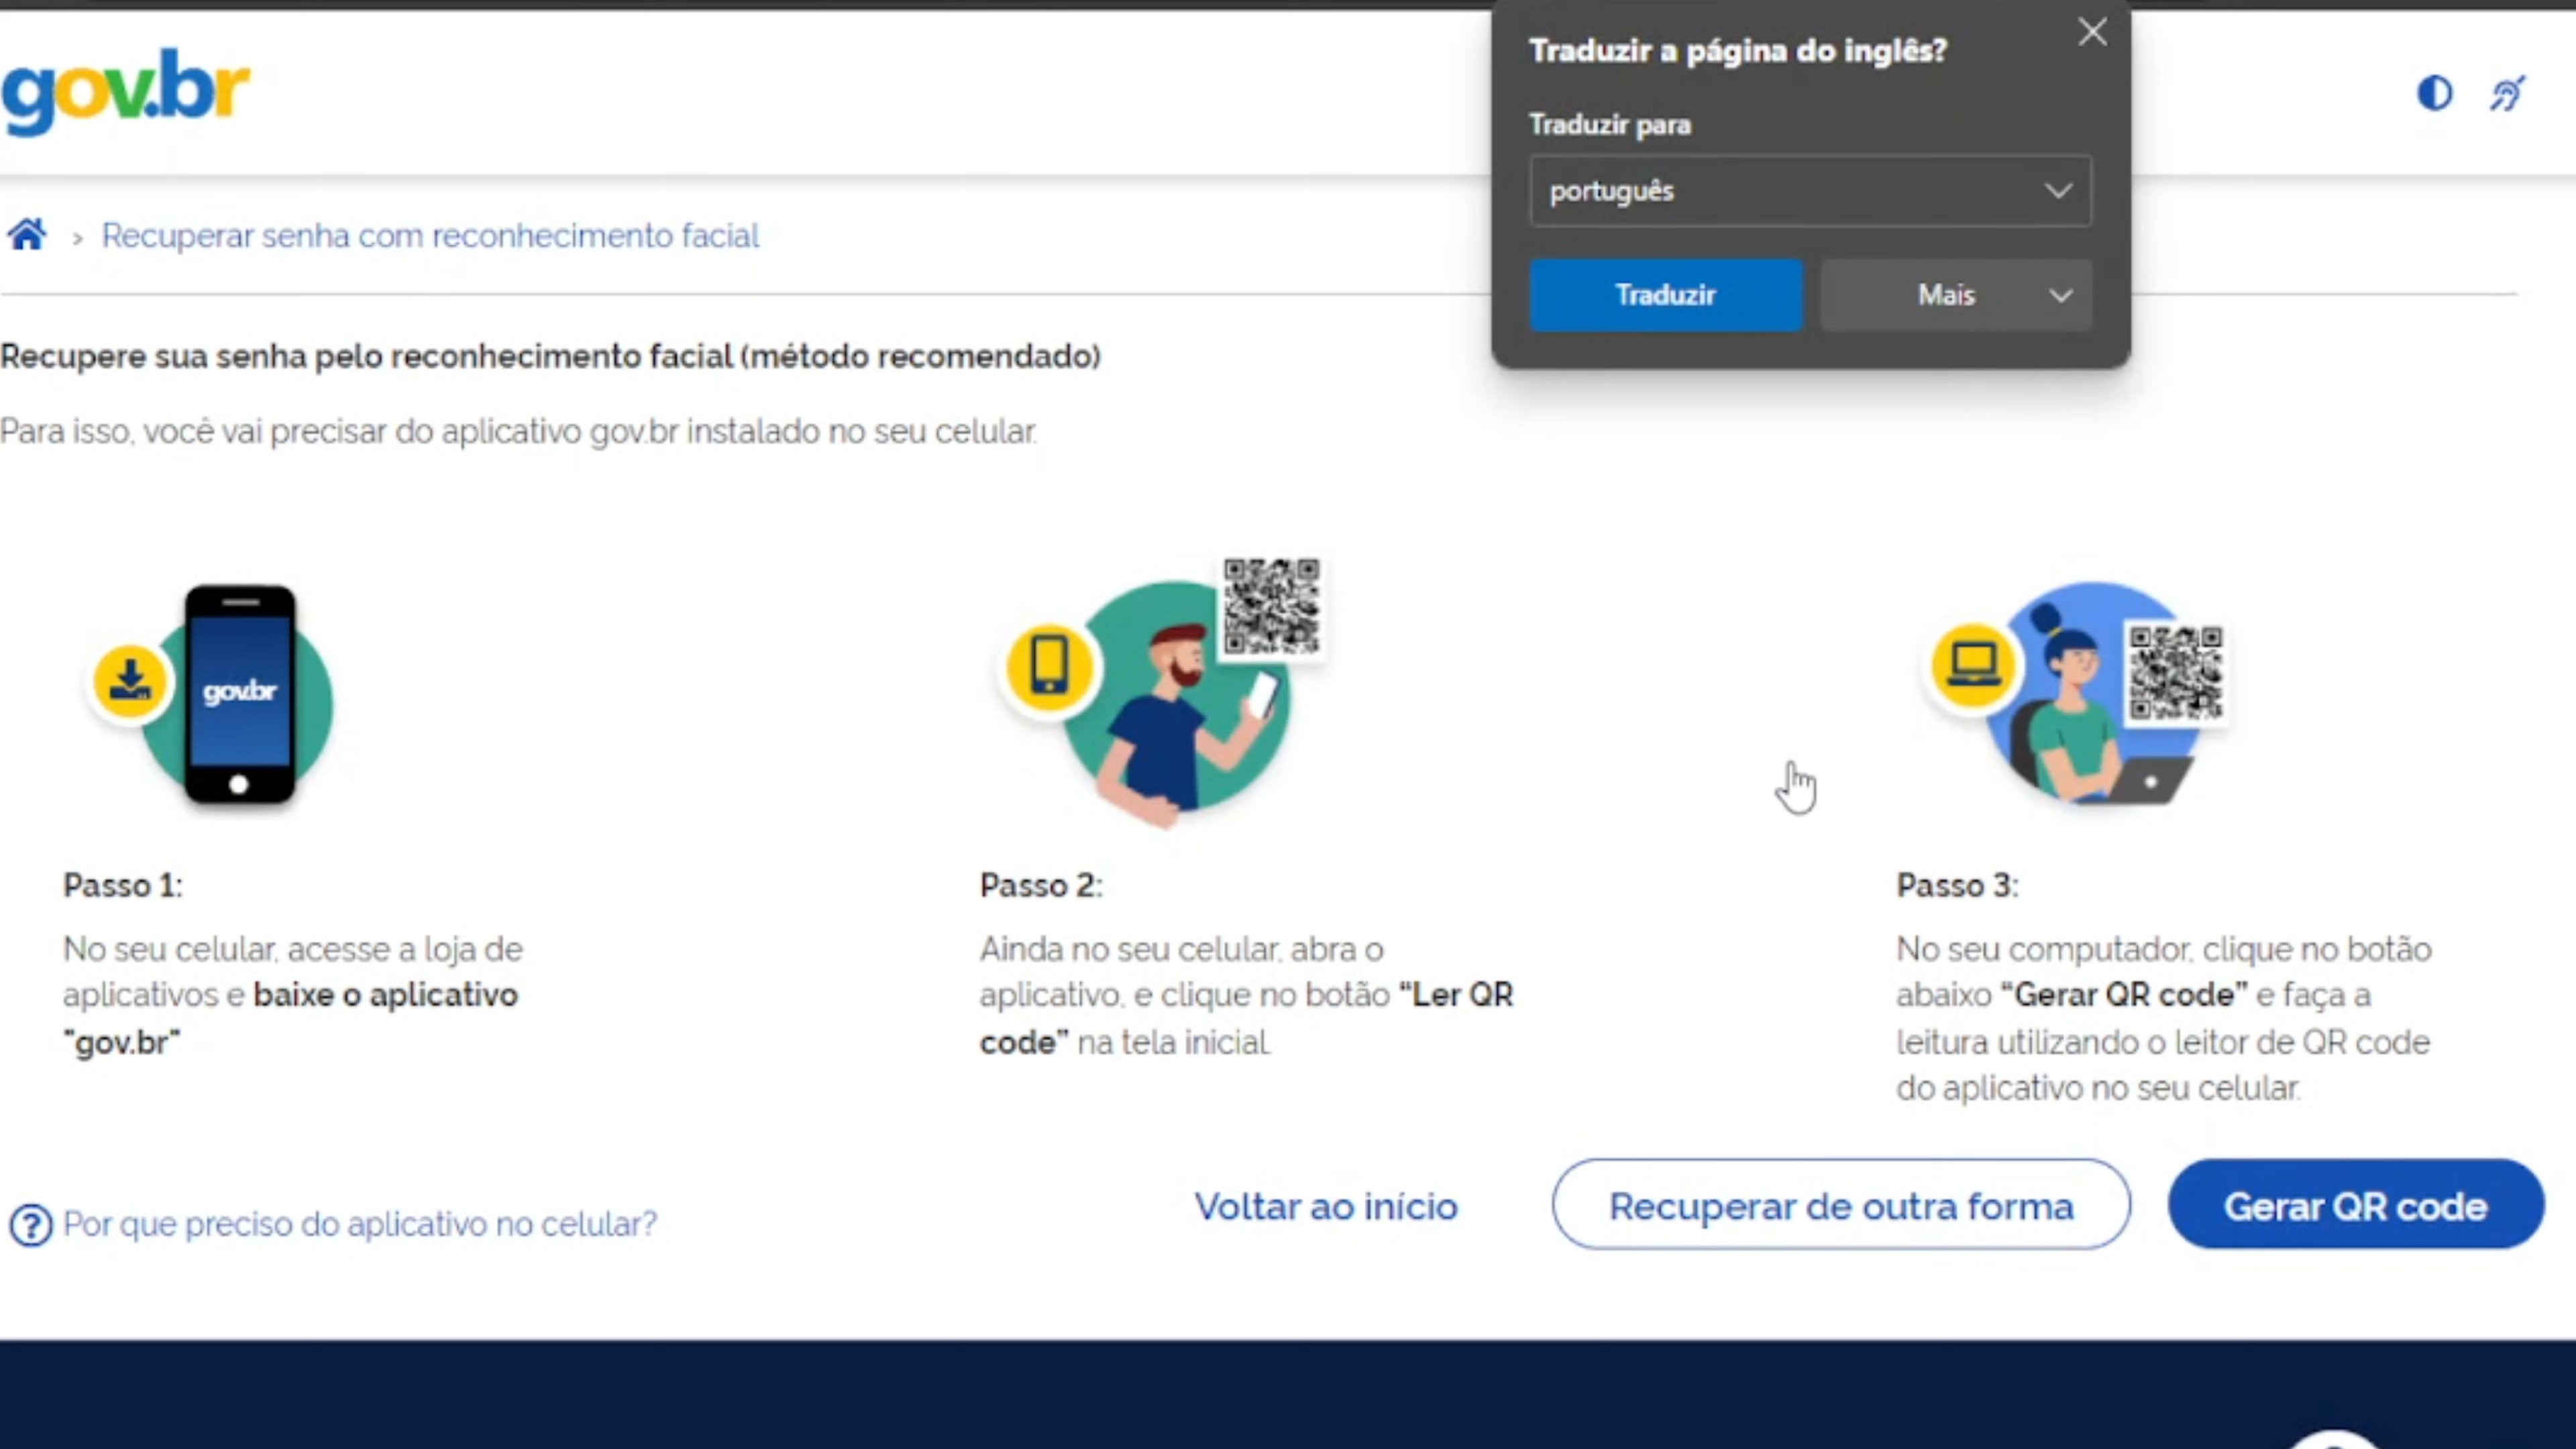 gov.br
Traduzir a página do inglês?
Traduzir para
português
Traduzir
Mais
Recuperar senha com reconhecimento facial
Recupere sua senha pelo reconhecimento facial (método recomendado)
Para isso, você vai precisar do aplicativo gov.br instalado no seu celular.
gov.br
Passo 1:
No seu celular, acesse a loja de
aplicativos e baixe o aplicativo
"gov.br"
Passo 2:
Ainda no seu celular, abra o
aplicativo, e clique no botão “Ler QR
code” na tela inicial.
Passo 3:
No seu computador, clique no botão
abaixo “Gerar QR code” e faça a
leitura utilizando o leitor de QR code
do aplicativo no seu celular.
? Por que preciso do aplicativo no celular?
Voltar ao início
Recuperar de outra forma
Gerar QR code